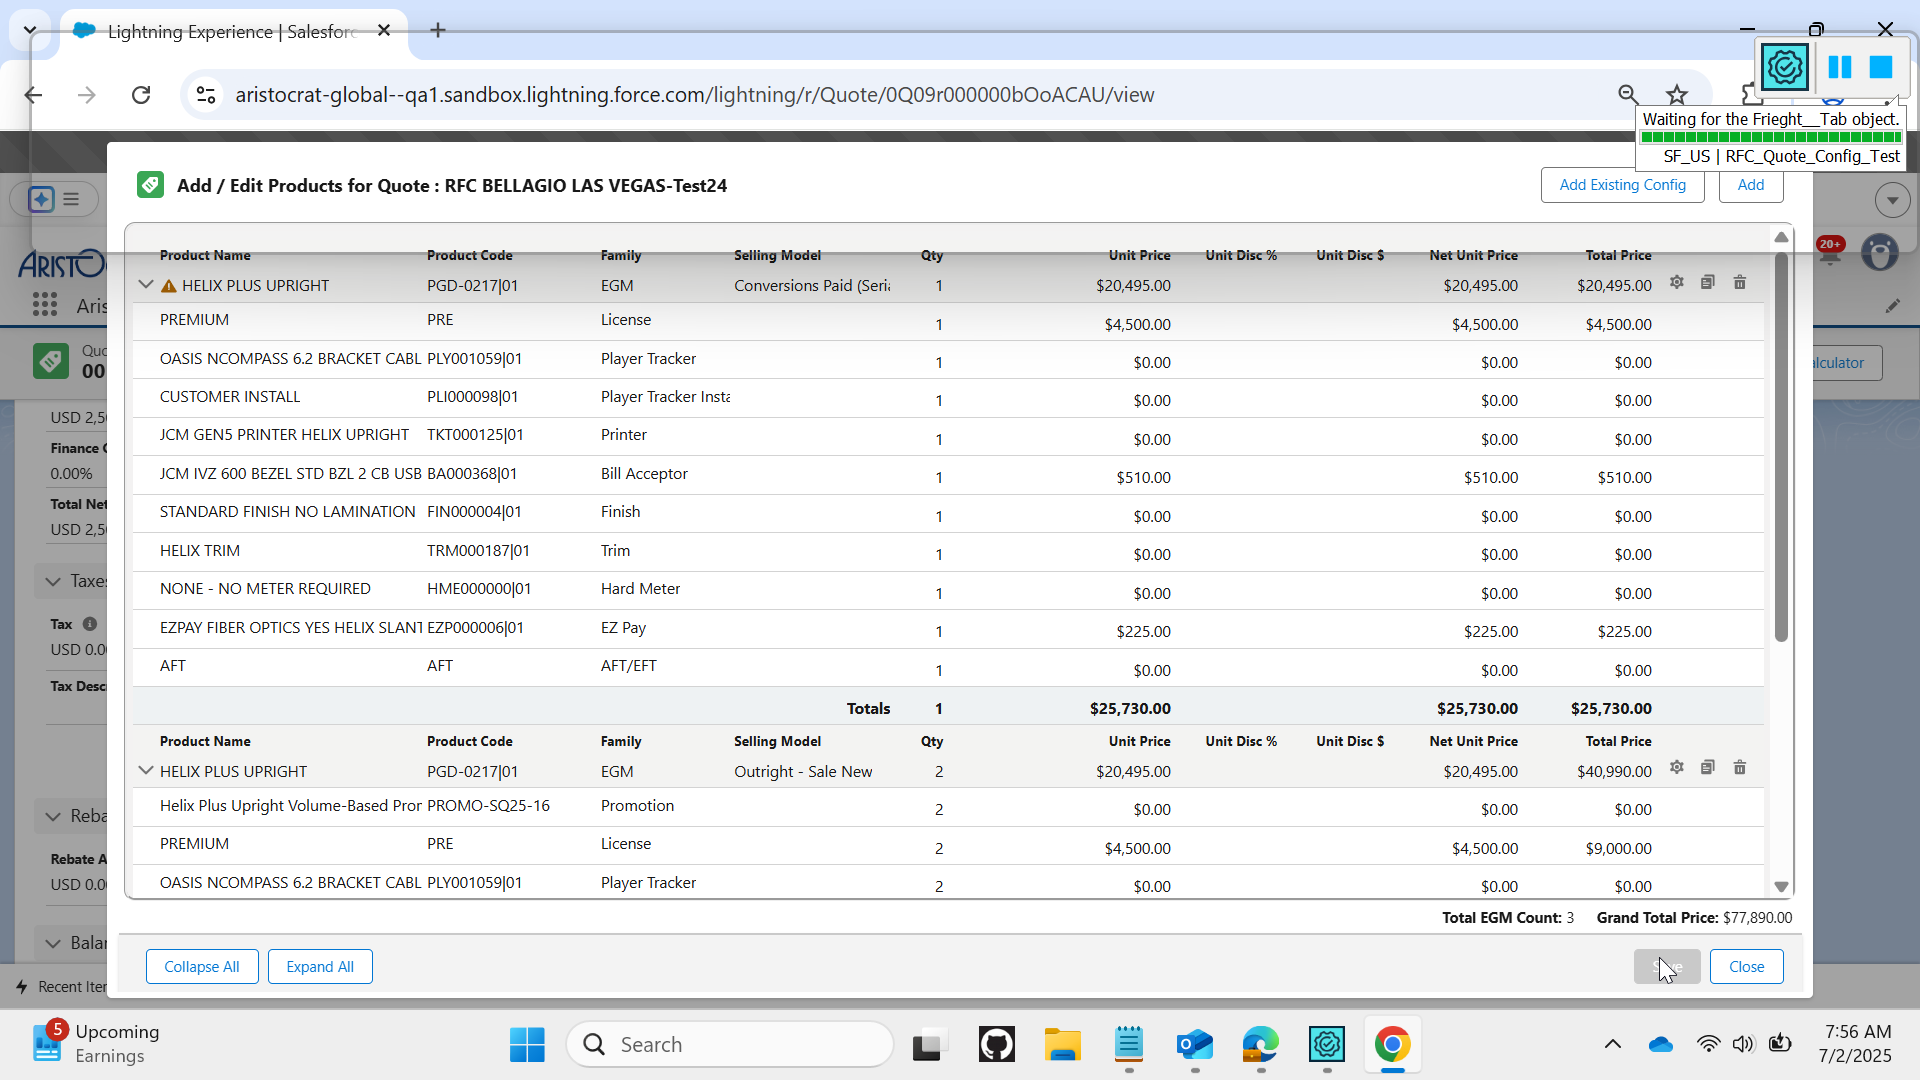 Lightning Experience | Salesfor
aristocrat-global--qa1.sandbox.lightning.force.com/lightning/r/Quote/0Q09r000000bOoACAU/view
Waiting for the Frieght__Tab object.
SF_US | RFC_Quote_Config_Test
Add / Edit Products for Quote : RFC BELLAGIO LAS VEGAS-Test24
Add Existing Config
Add
Product Name Product Code Family Selling Model Qty Unit Price Unit Disc % Unit Disc $ Net Unit Price Total Price
HELIX PLUS UPRIGHT PGD-0217|01 EGM Conversions Paid (Seri 1 $20,495.00 $20,495.00 $20,495.00
PREMIUM PRE License 1 $4,500.00 $4,500.00 $4,500.00
OASIS NCOMPASS 6.2 BRACKET CABL PLY001059|01 Player Tracker 1 $0.00 $0.00 $0.00
CUSTOMER INSTALL PLI000098|01 Player Tracker Insta 1 $0.00 $0.00 $0.00
JCM GEN5 PRINTER HELIX UPRIGHT TKT000125|01 Printer 1 $0.00 $0.00 $0.00
JCM IVZ 600 BEZEL STD BZL 2 CB USB BA000368|01 Bill Acceptor 1 $510.00 $510.00 $510.00
STANDARD FINISH NO LAMINATION FIN000004|01 Finish 1 $0.00 $0.00 $0.00
HELIX TRIM TRM000187|01 Trim 1 $0.00 $0.00 $0.00
NONE - NO METER REQUIRED HME000000|01 Hard Meter 1 $0.00 $0.00 $0.00
EZPAY FIBER OPTICS YES HELIX SLANT EZP000006|01 EZ Pay 1 $225.00 $225.00 $225.00
AFT AFT AFT/EFT 1 $0.00 $0.00 $0.00
Totals 1 $25,730.00 $25,730.00 $25,730.00
Product Name Product Code Family Selling Model Qty Unit Price Unit Disc % Unit Disc $ Net Unit Price Total Price
HELIX PLUS UPRIGHT PGD-0217|01 EGM Outright - Sale New 2 $20,495.00 $20,495.00 $40,990.00
Helix Plus Upright Volume-Based Pror PROMO-SQ25-16 Promotion 2 $0.00 $0.00 $0.00
PREMIUM PRE License 2 $4,500.00 $4,500.00 $9,000.00
OASIS NCOMPASS 6.2 BRACKET CABL PLY001059|01 Player Tracker 2 $0.00 $0.00 $0.00
Total EGM Count: 3 Grand Total Price: $77,890.00
Collapse All
Expand All
Close
ARISTO
Aris
20+
Quo
00
alculator
USD 2,50
Finance C
0.00%
Total Net
USD 2,50
Taxes
Tax
USD 0.0
Tax Desc
Reba
Rebate A
USD 0.0
Balan
Recent Iter
5
Upcoming
Earnings
Search
7:56 AM
7/2/2025